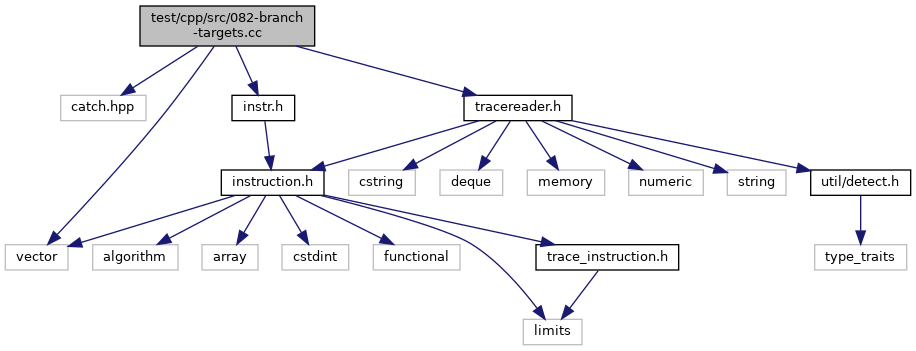 test/cpp/src/082-branch
-targets.cc
catch.hpp
instr.h
tracereader.h
instruction.h
cstring
deque
memory
numeric
string
util/detect.h
vector
algorithm
array
cstdint
functional
trace_instruction.h
type_traits
limits